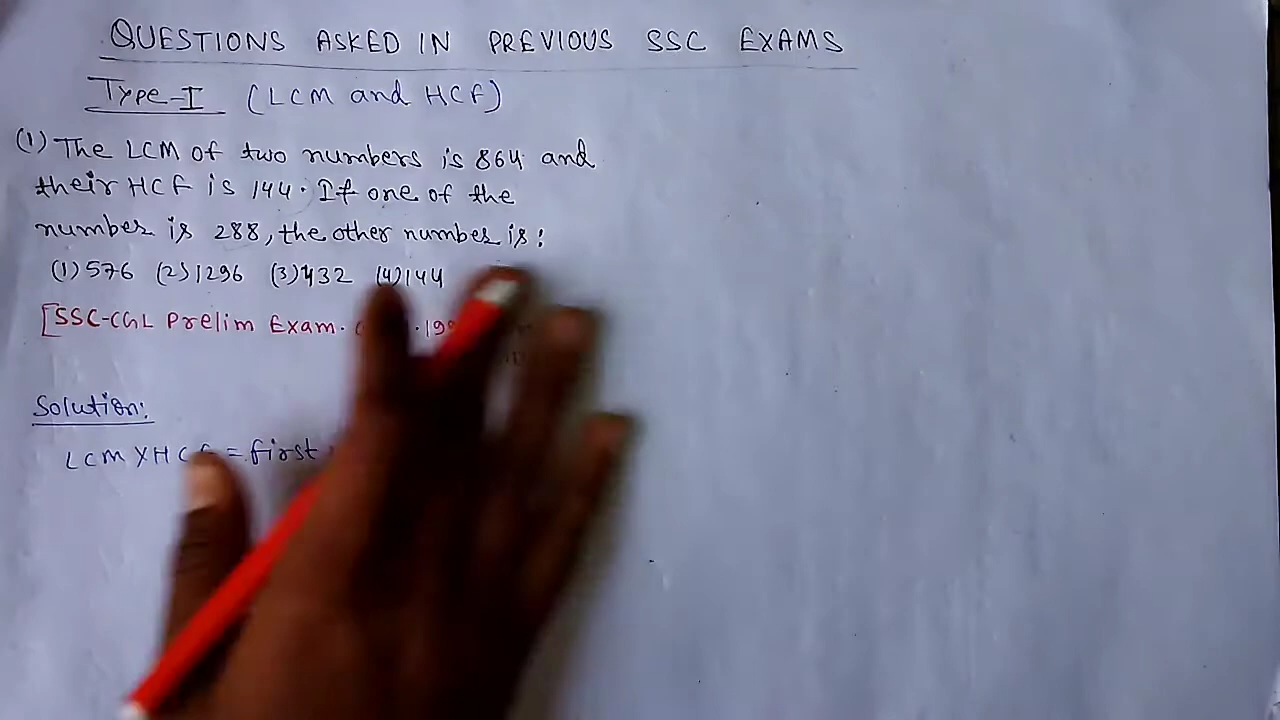 QUESTIONS ASKED IN PREVIOUS SSC EXAMS
Type-I (LCM and HCF)
(1) The LCM of two numbers is 864 and
their HCF is 144. If one of the
number is 288, the other number is:
(1) 576 (2) 1296 (3) 432 (4) 144
[SSC-CGL Prelim Exam.
Solution:
LCM X HCF = first